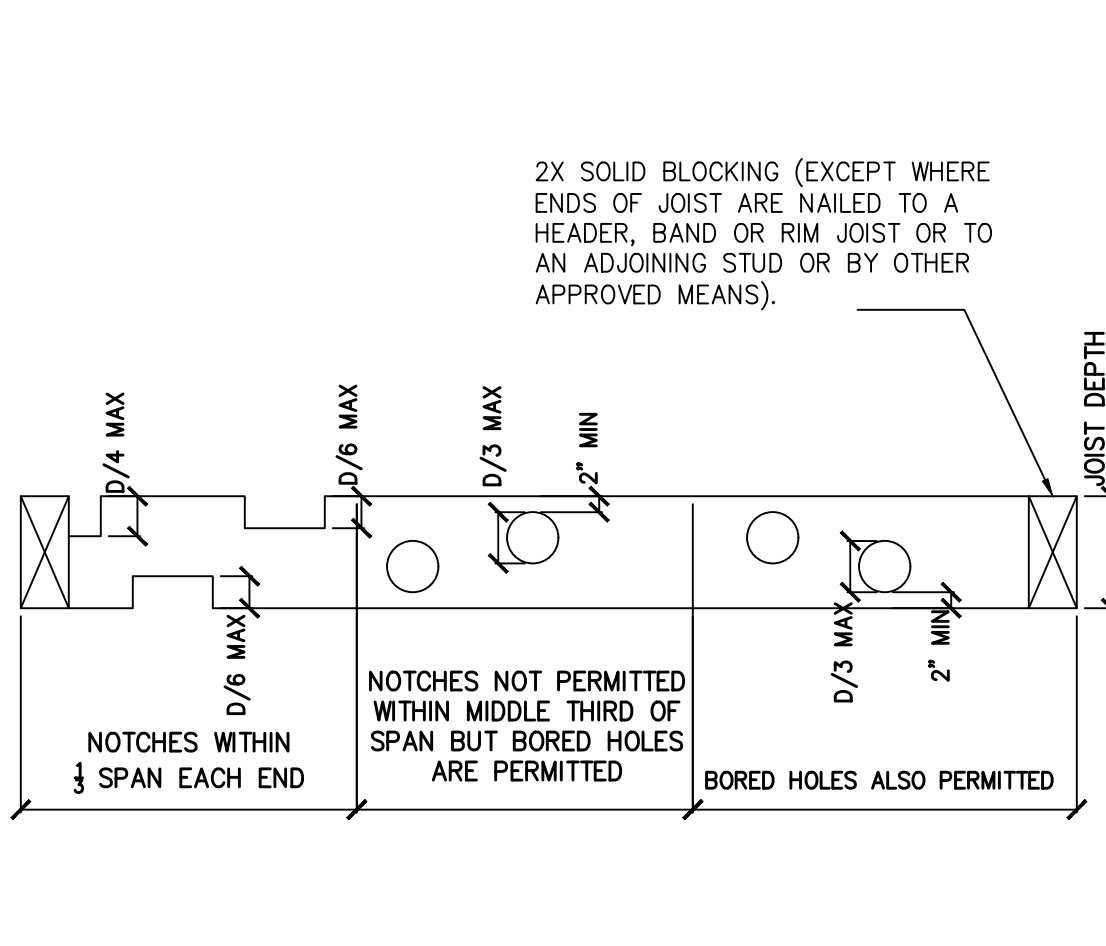 2X SOLID BLOCKING (EXCEPT WHERE
ENDS OF JOIST ARE NAILED TO A
HEADER, BAND OR RIM JOIST OR TO
AN ADJOINING STUD OR BY OTHER
APPROVED MEANS).
JOIST DEPTH
D/4 MAX
D/6 MAX
D/3 MAX
2" MIN
D/6 MAX
D/3 MAX
2" MIN
NOTCHES WITHIN
1/3 SPAN EACH END
NOTCHES NOT PERMITTED
WITHIN MIDDLE THIRD OF
SPAN BUT BORED HOLES
ARE PERMITTED
BORED HOLES ALSO PERMITTED